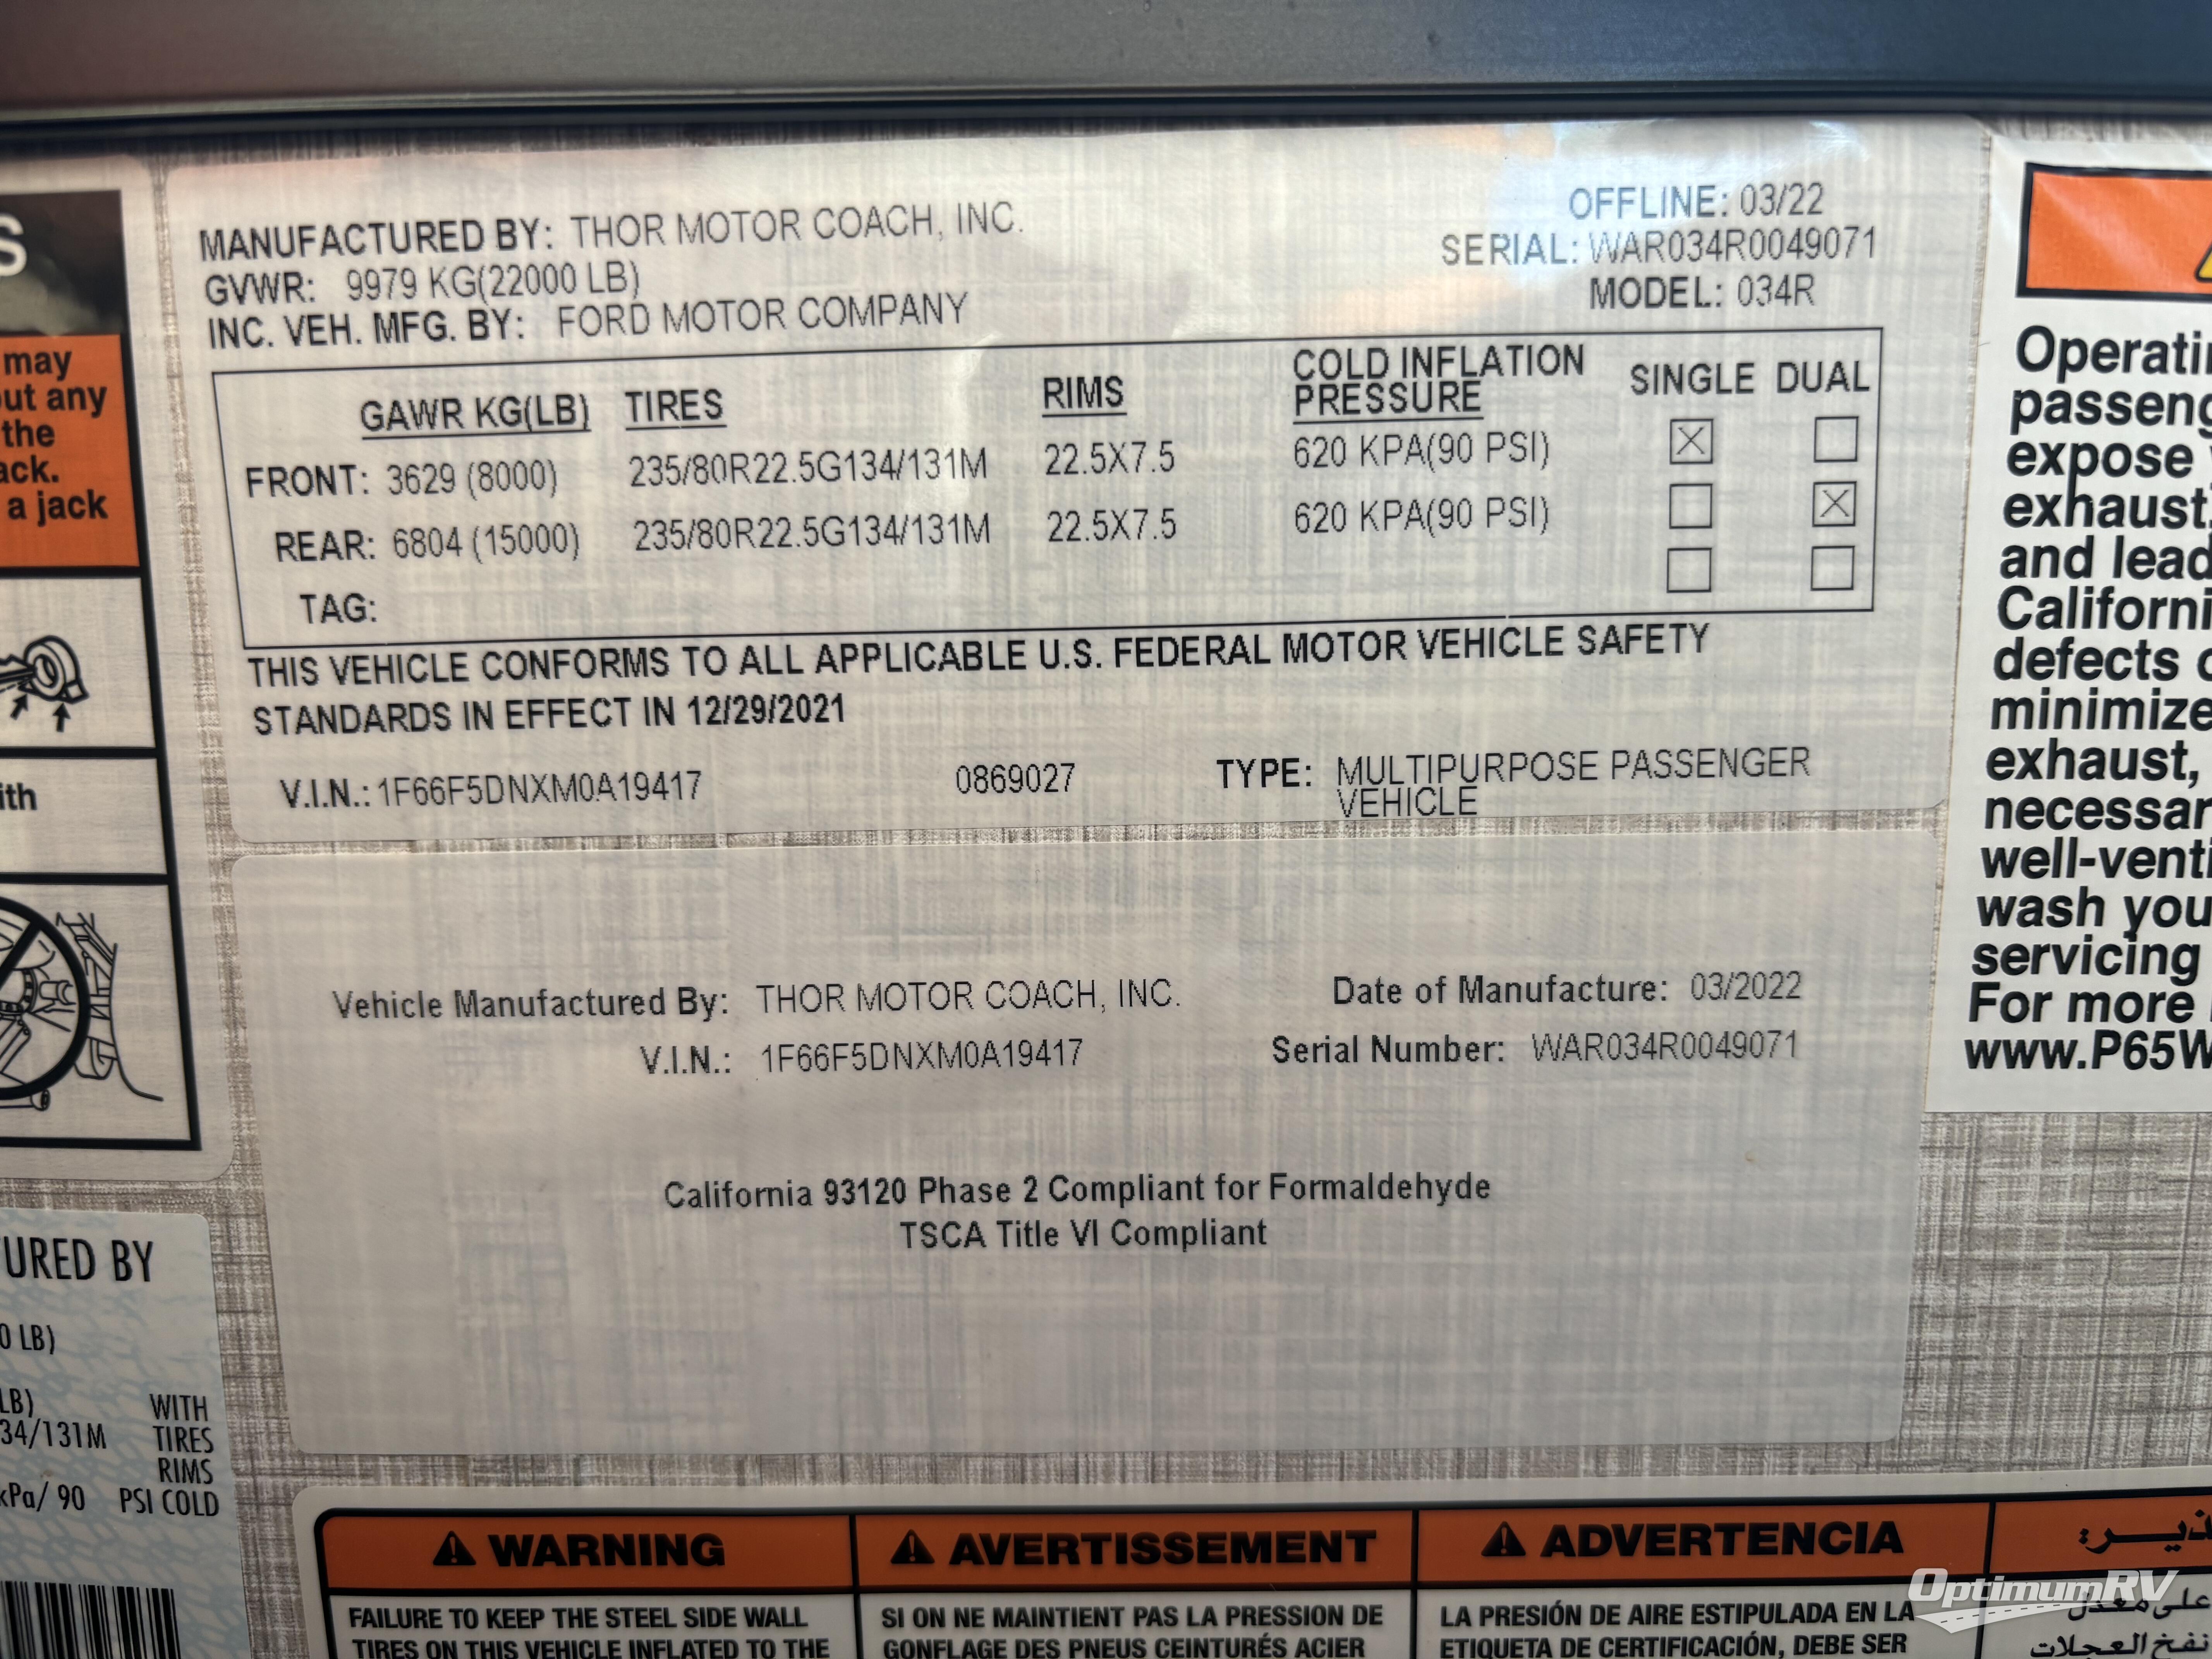 S
may
out any
the
ack.
a jack
ith
MANUFACTURED BY: THOR MOTOR COACH, INC.
GVWR: 9979 KG(22000 LB)
INC. VEH. MFG. BY: FORD MOTOR COMPANY
OFFLINE: 03/22
SERIAL: WAR034R0049071
MODEL: 034R
GAWR KG(LB) TIRES RIMS COLD INFLATION PRESSURE SINGLE DUAL
FRONT: 3629 (8000) 235/80R22.5G134/131M 22.5X7.5 620 KPA(90 PSI)
REAR: 6804 (15000) 235/80R22.5G134/131M 22.5X7.5 620 KPA(90 PSI)
TAG:
THIS VEHICLE CONFORMS TO ALL APPLICABLE U.S. FEDERAL MOTOR VEHICLE SAFETY
STANDARDS IN EFFECT IN 12/29/2021
V.I.N.: 1F66F5DNXM0A19417 0869027 TYPE: MULTIPURPOSE PASSENGER
VEHICLE
Vehicle Manufactured By: THOR MOTOR COACH, INC. Date of Manufacture: 03/2022
V.I.N.: 1F66F5DNXM0A19417 Serial Number: WAR034R0049071
California 93120 Phase 2 Compliant for Formaldehyde
TSCA Title VI Compliant
Operatin
passeng
expose
exhaust,
and lead
Californi
defects
minimize
exhaust,
necessar
well-venti
wash you
servicing
For more
www.P65W
URED BY
0 LB)
LB) WITH
34/131M TIRES
RIMS
kPa/ 90 PSI COLD
WARNING
FAILURE TO KEEP THE STEEL SIDE WALL
TIRES ON THIS VEHICLE INFLATED TO THE
AVERTISSEMENT
SI ON NE MAINTIENT PAS LA PRESSION DE
GONFLAGE DES PNEUS CEINTURÉS ACIER
ADVERTENCIA
LA PRESIÓN DE AIRE ESTIPULADA EN LA
ETIQUETA DE CERTIFICACIÓN, DEBE SER
على معدل
نفخ العجلات
OptimumRV